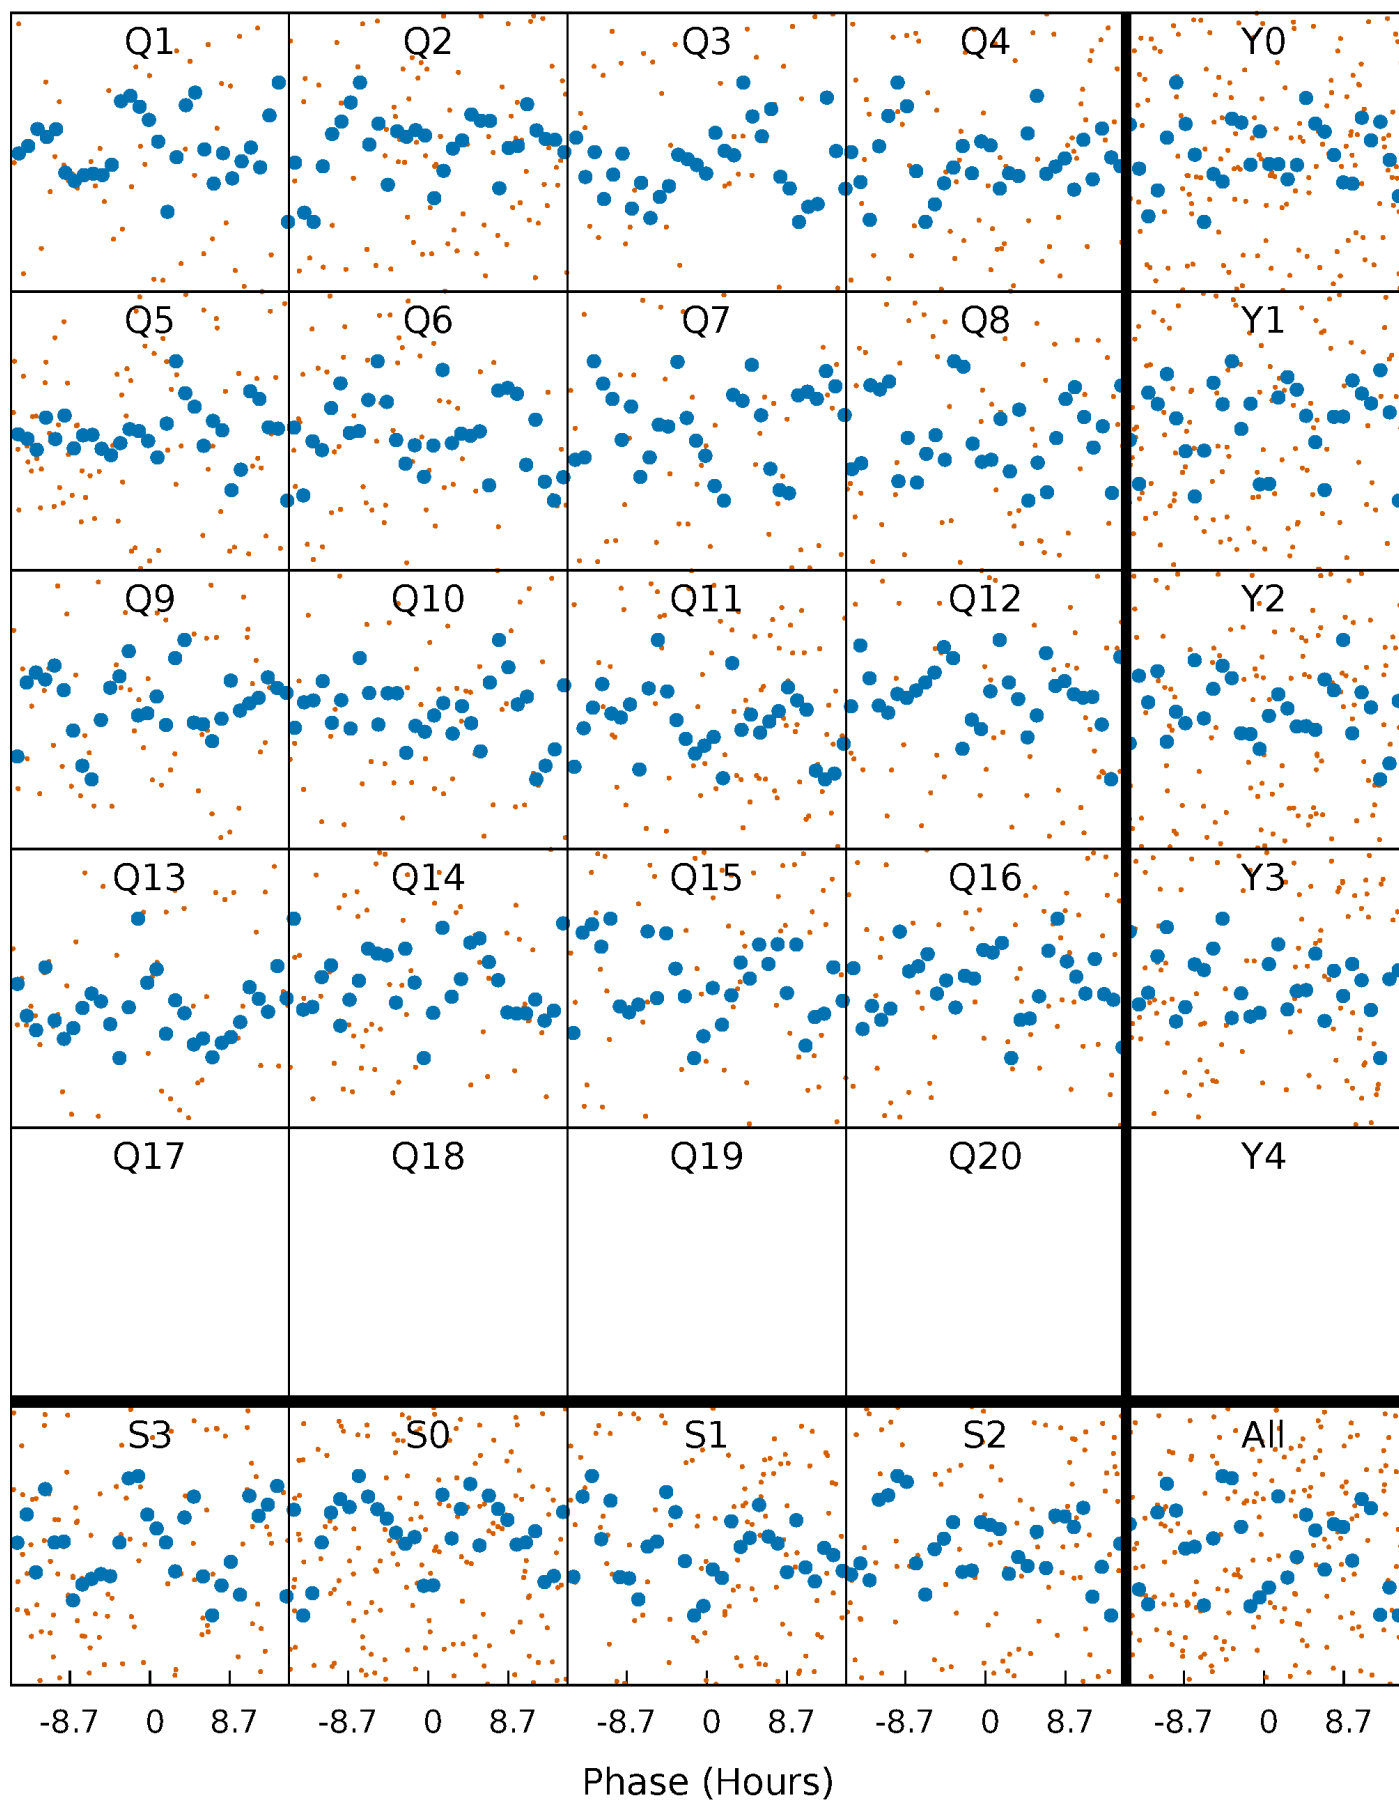 Q1 Q2 Q3 Q4 Y0
Q5 Q6 Q7 Q8 Y1
Q9 Q10 Q11 Q12 Y2
Q13 Q14 Q15 Q16 Y3
Q17 Q18 Q19 Q20 Y4
S3 S0 S1 S2 All
-8.7 0 8.7 -8.7 0 8.7 -8.7 0 8.7 -8.7 0 8.7 -8.7 0 8.7
Phase (Hours)